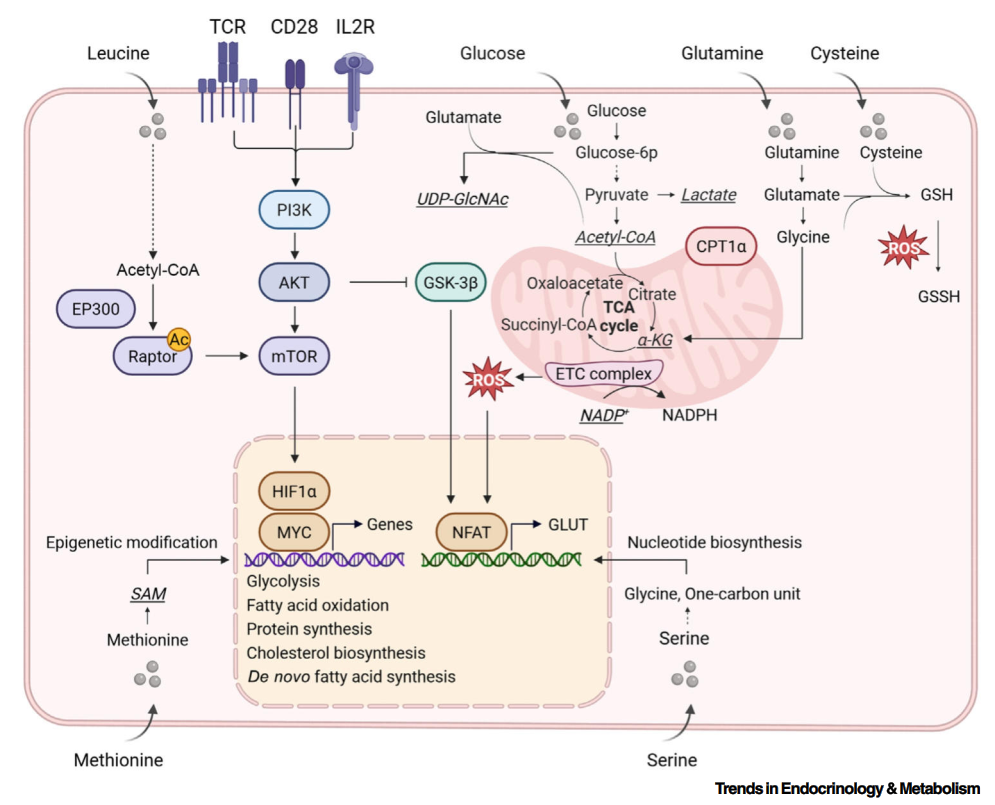 TCR CD28 IL2R
Leucine
Glucose
Glutamine
Cysteine
Glutamate
Glucose
Glucose-6p
Glutamine
Cysteine
UDP-GlcNAc
Pyruvate
Lactate
Glutamate
GSH
PI3K
Acetyl-CoA
CPT1α
Glycine
ROS
Acetyl-CoA
AKT
GSK-3β
Oxaloacetate
Citrate
GSSH
EP300
TCA
cycle
Succinyl-CoA
α-KG
Ac
Raptor
mTOR
ROS
ETC complex
NADP⁺
NADPH
HIF1α
MYC
Genes
NFAT
GLUT
Epigenetic modification
Nucleotide biosynthesis
SAM
Glycine, One-carbon unit
Methionine
Serine
Glycolysis
Fatty acid oxidation
Protein synthesis
Cholesterol biosynthesis
De novo fatty acid synthesis
Methionine
Serine
Trends in Endocrinology & Metabolism